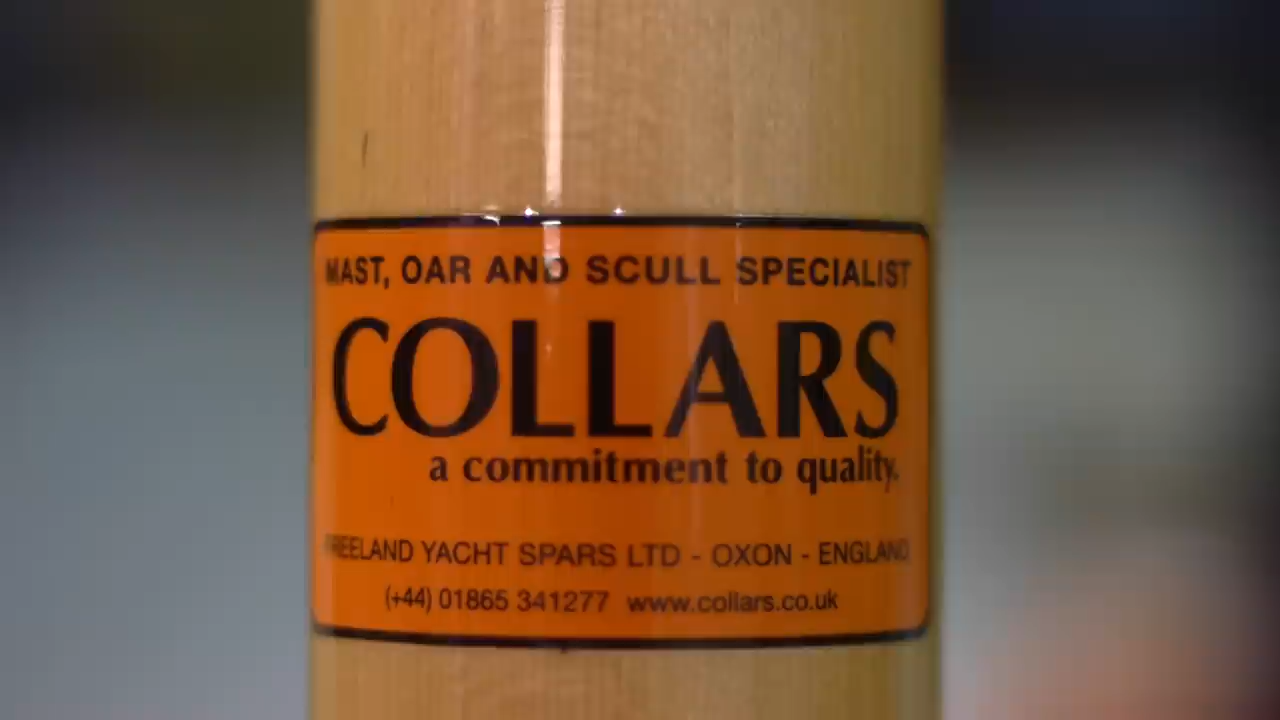 MAST, OAR AND SCULL SPECIALIST
COLLARS
a commitment to quality.
FREELAND YACHT SPARS LTD - OXON - ENGLAND
(+44) 01865 341277 www.collars.co.uk